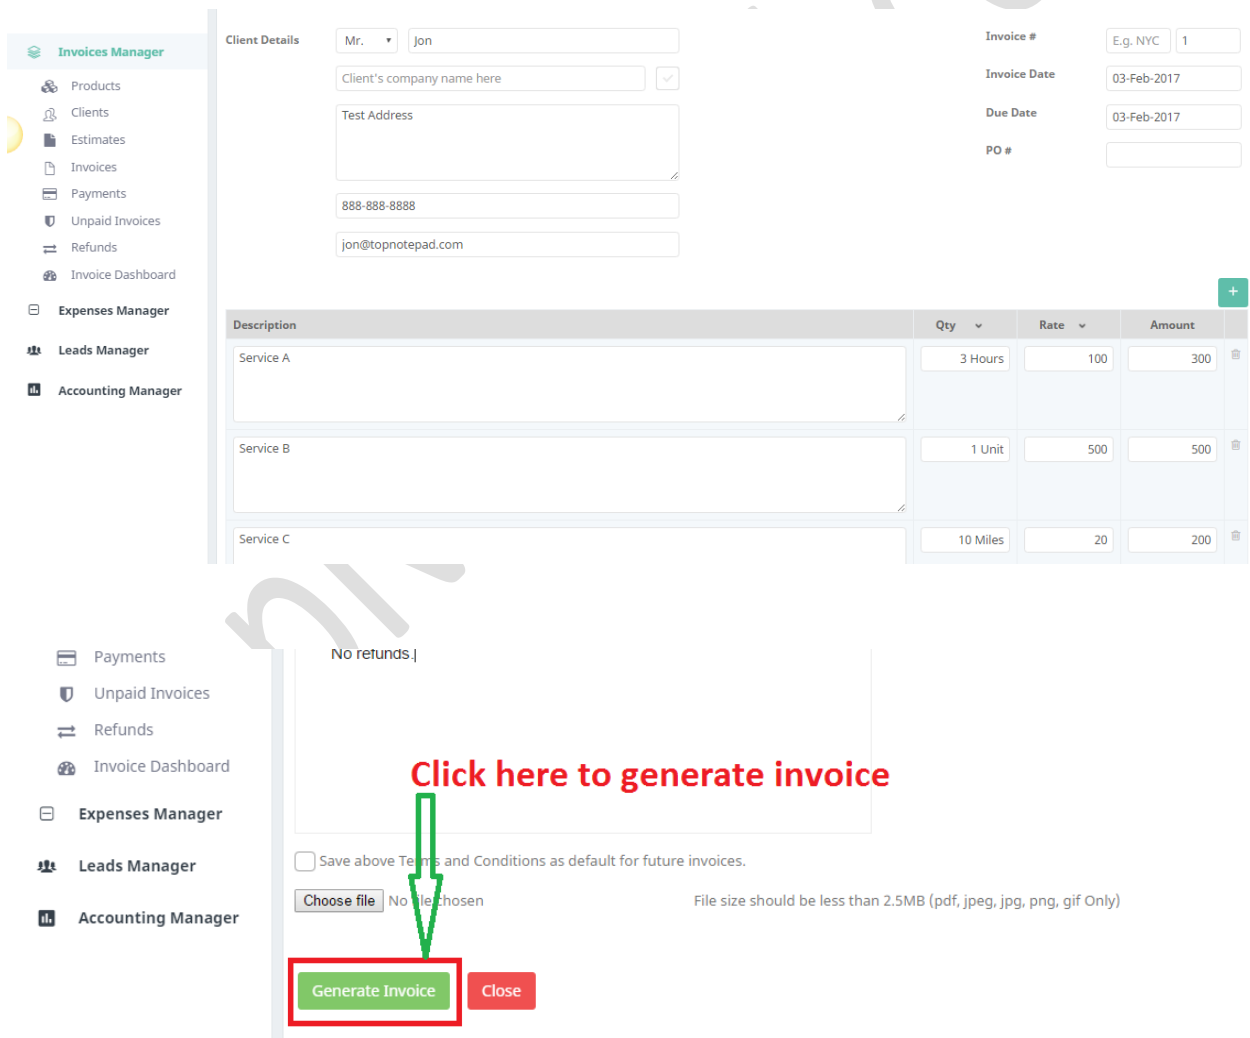 Client Details Mr. Jon Invoice # E.g. NYC 1
Invoices Manager
Client's company name here Invoice Date 03-Feb-2017
Products
Clients Test Address Due Date 03-Feb-2017
Estimates
PO #
Invoices
Payments
888-888-8888
Unpaid Invoices
Refunds jon@topnotepad.com
Invoice Dashboard
+
Expenses Manager
Description Qty Rate Amount
Leads Manager
Service A 3 Hours 100 300
Accounting Manager
Service B 1 Unit 500 500
Service C 10 Miles 20 200
Payments No refunds.
Unpaid Invoices
Refunds
Invoice Dashboard Click here to generate invoice
Expenses Manager
Leads Manager Save above Terms and Conditions as default for future invoices.
Choose file No file chosen File size should be less than 2.5MB (pdf, jpeg, jpg, png, gif Only)
Accounting Manager
Generate Invoice Close